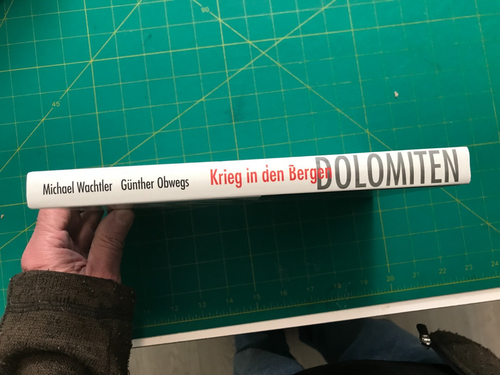 Michael Wachtler Günther Obwegs Krieg in den Bergen DOLOMITEN